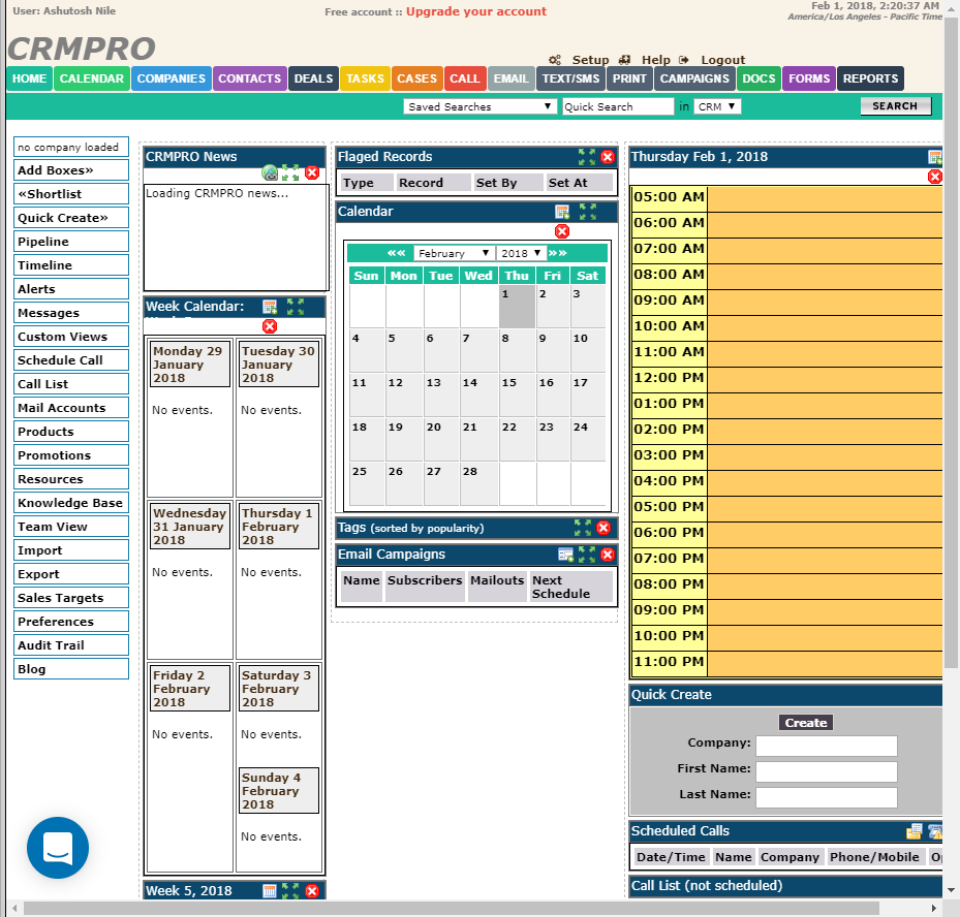 User: Ashutosh Nile
Free account :: Upgrade your account
Feb 1, 2018, 2:20:37 AM
America/Los Angeles - Pacific Time
CRMPRO
Setup Help Logout
HOME CALENDAR COMPANIES CONTACTS DEALS TASKS CASES CALL EMAIL TEXT/SMS PRINT CAMPAIGNS DOCS FORMS REPORTS
Saved Searches Quick Search in CRM SEARCH
no company loaded
Add Boxes»
«Shortlist
Quick Create»
Pipeline
Timeline
Alerts
Messages
Custom Views
Schedule Call
Call List
Mail Accounts
Products
Promotions
Resources
Knowledge Base
Team View
Import
Export
Sales Targets
Preferences
Audit Trail
Blog
CRMPRO News
Loading CRMPRO news...
Week Calendar:
Monday 29 January 2018
No events.
Tuesday 30 January 2018
No events.
Wednesday 31 January 2018
No events.
Thursday 1 February 2018
No events.
Friday 2 February 2018
No events.
Saturday 3 February 2018
No events.
Sunday 4 February 2018
No events.
Week 5, 2018
Flaged Records
Type Record Set By Set At
Calendar
«« February 2018 »»
Sun Mon Tue Wed Thu Fri Sat
1 2 3
4 5 6 7 8 9 10
11 12 13 14 15 16 17
18 19 20 21 22 23 24
25 26 27 28
Tags (sorted by popularity)
Email Campaigns
Name Subscribers Mailouts Next Schedule
Thursday Feb 1, 2018
05:00 AM
06:00 AM
07:00 AM
08:00 AM
09:00 AM
10:00 AM
11:00 AM
12:00 PM
01:00 PM
02:00 PM
03:00 PM
04:00 PM
05:00 PM
06:00 PM
07:00 PM
08:00 PM
09:00 PM
10:00 PM
11:00 PM
Quick Create
Create
Company:
First Name:
Last Name:
Scheduled Calls
Date/Time Name Company Phone/Mobile
Call List (not scheduled)